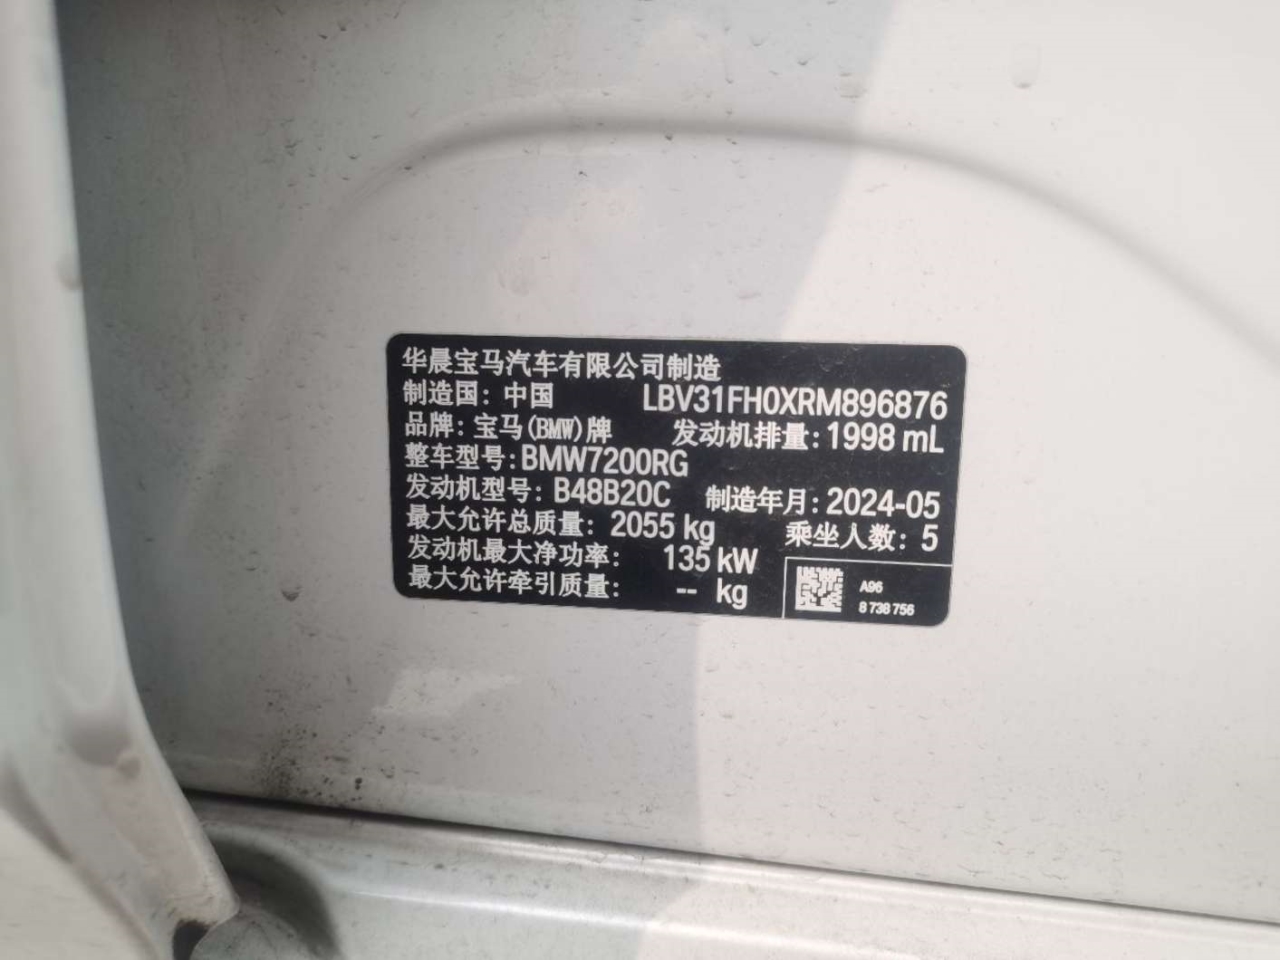 华晨宝马汽车有限公司制造
制造国：中国 LBV31FH0XRM896876
品牌：宝马(BMW)牌 发动机排量：1998 mL
整车型号：BMW7200RG
发动机型号：B48B20C 制造年月：2024-05
最大允许总质量：2055 kg 乘坐人数：5
发动机最大净功率：135 kW
最大允许牵引质量：-- kg
A96
8 738 756